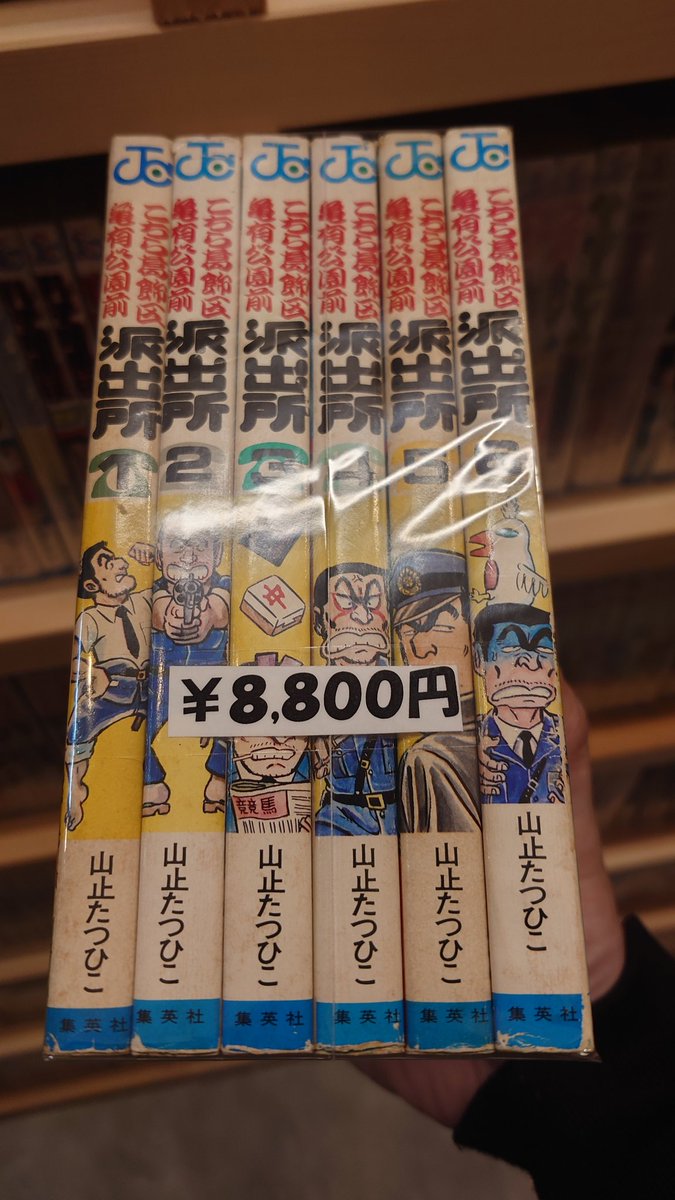 JC
こちら葛飾区
亀有公園前
派出所
1
山止たつひこ
集英社
JC
こちら葛飾区
亀有公園前
派出所
2
山止たつひこ
集英社
JC
こちら葛飾区
亀有公園前
派出所
3
中
競馬
山止たつひこ
集英社
JC
こちら葛飾区
亀有公園前
派出所
4
山止たつひこ
集英社
JC
こちら葛飾区
亀有公園前
派出所
5
山止たつひこ
集英社
JC
こちら葛飾区
亀有公園前
派出所
6
山止たつひこ
集英社
¥8,800円